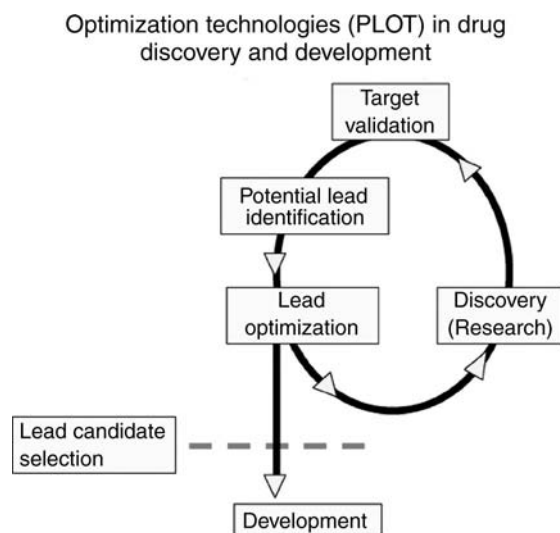 Optimization technologies (PLOT) in drug
discovery and development
Target
validation
Potential lead
identification
Lead
optimization
Discovery
(Research)
Lead candidate
selection
Development